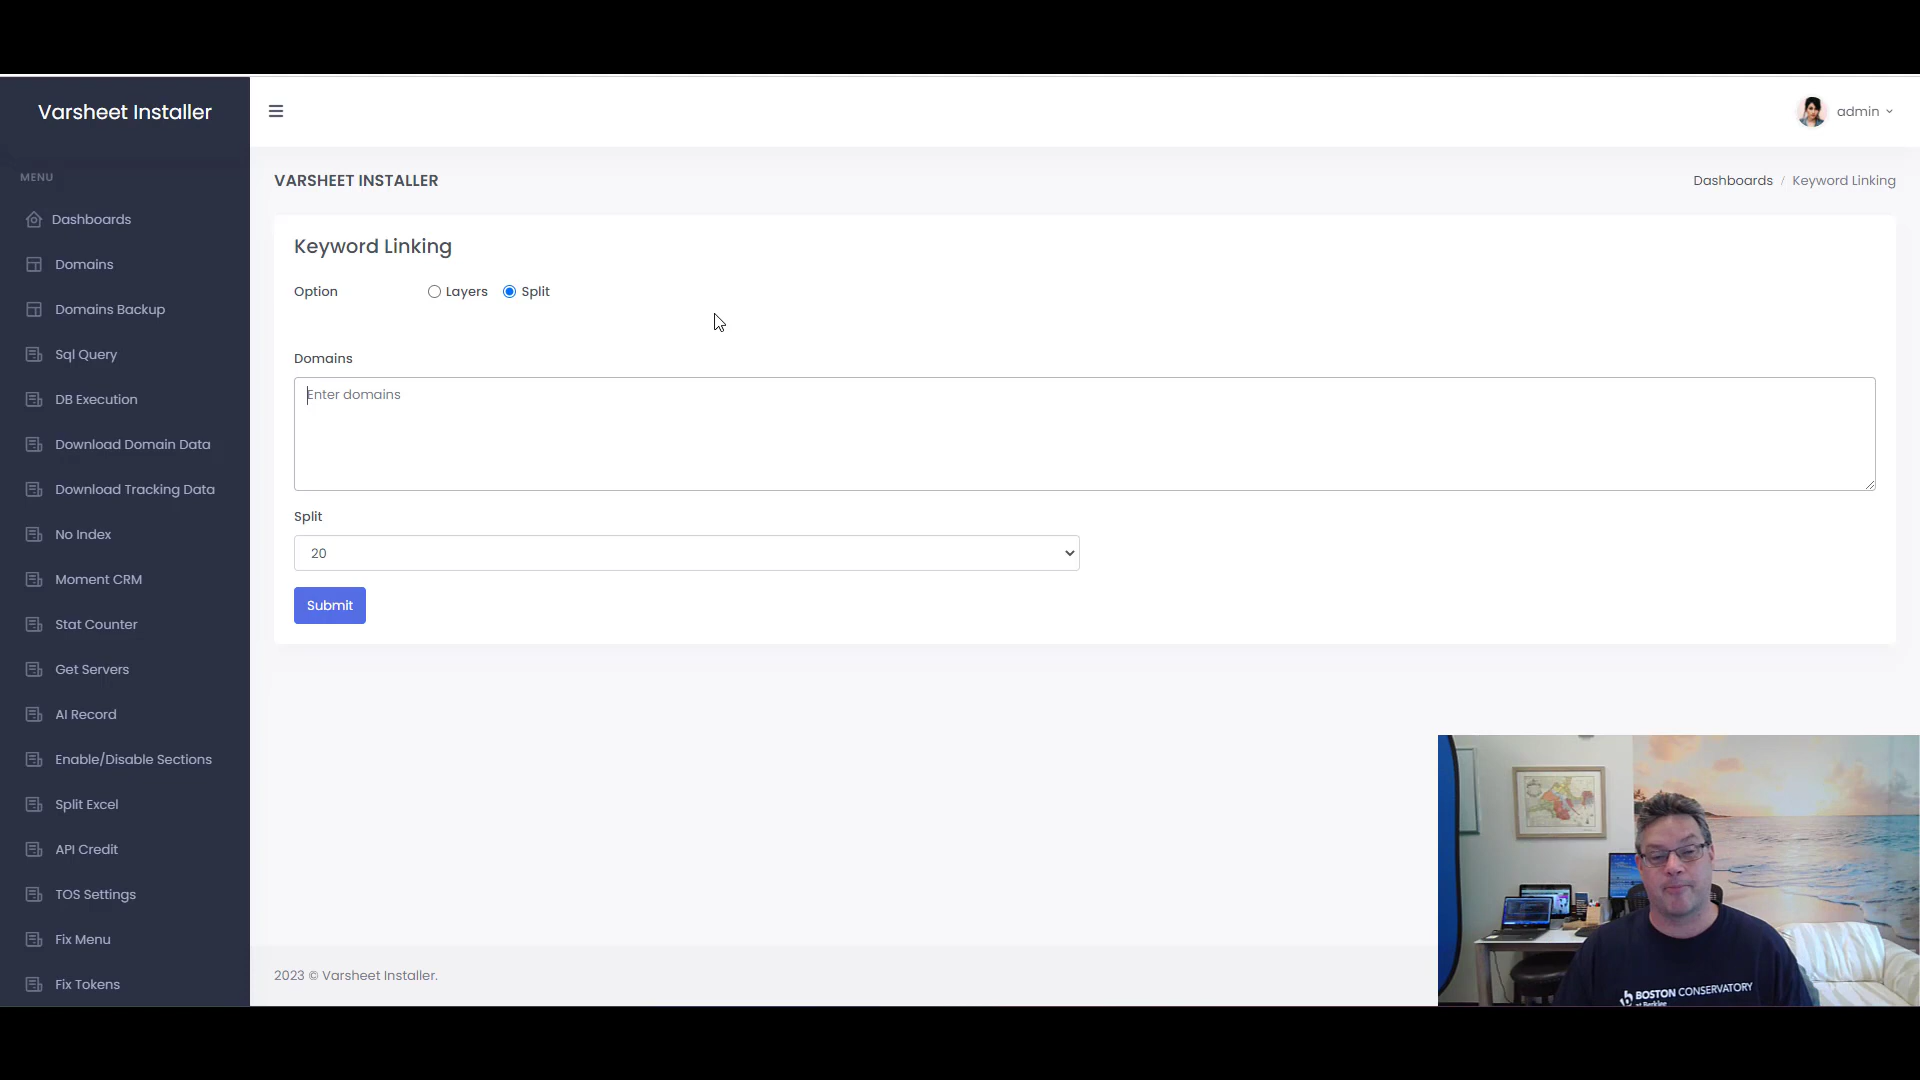 Varsheet Installer
admin
MENU
Dashboards
Domains
Domains Backup
Sql Query
DB Execution
Download Domain Data
Download Tracking Data
No Index
Moment CRM
Stat Counter
Get Servers
AI Record
Enable/Disable Sections
Split Excel
API Credit
TOS Settings
Fix Menu
Fix Tokens
VARSHEET INSTALLER
Dashboards / Keyword Linking
Keyword Linking
Option Layers Split
Domains
Enter domains
Split
20
Submit
2023 © Varsheet Installer.
BOSTON CONSERVATORY
at Berklee